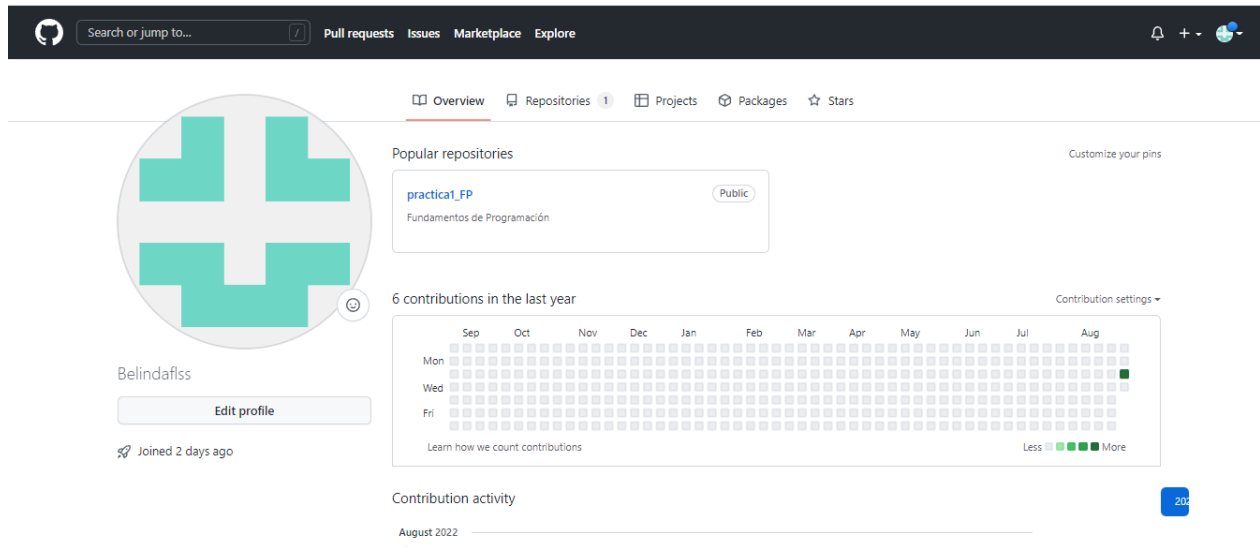 Search or jump to... /
Pull requests Issues Marketplace Explore
Overview Repositories 1 Projects Packages Stars
Popular repositories
Customize your pins
practica1_FP
Public
Fundamentos de Programación
6 contributions in the last year
Contribution settings
Sep Oct Nov Dec Jan Feb Mar Apr May Jun Jul Aug
Mon
Wed
Fri
Learn how we count contributions
Less More
Belindaflss
Edit profile
Joined 2 days ago
Contribution activity
August 2022